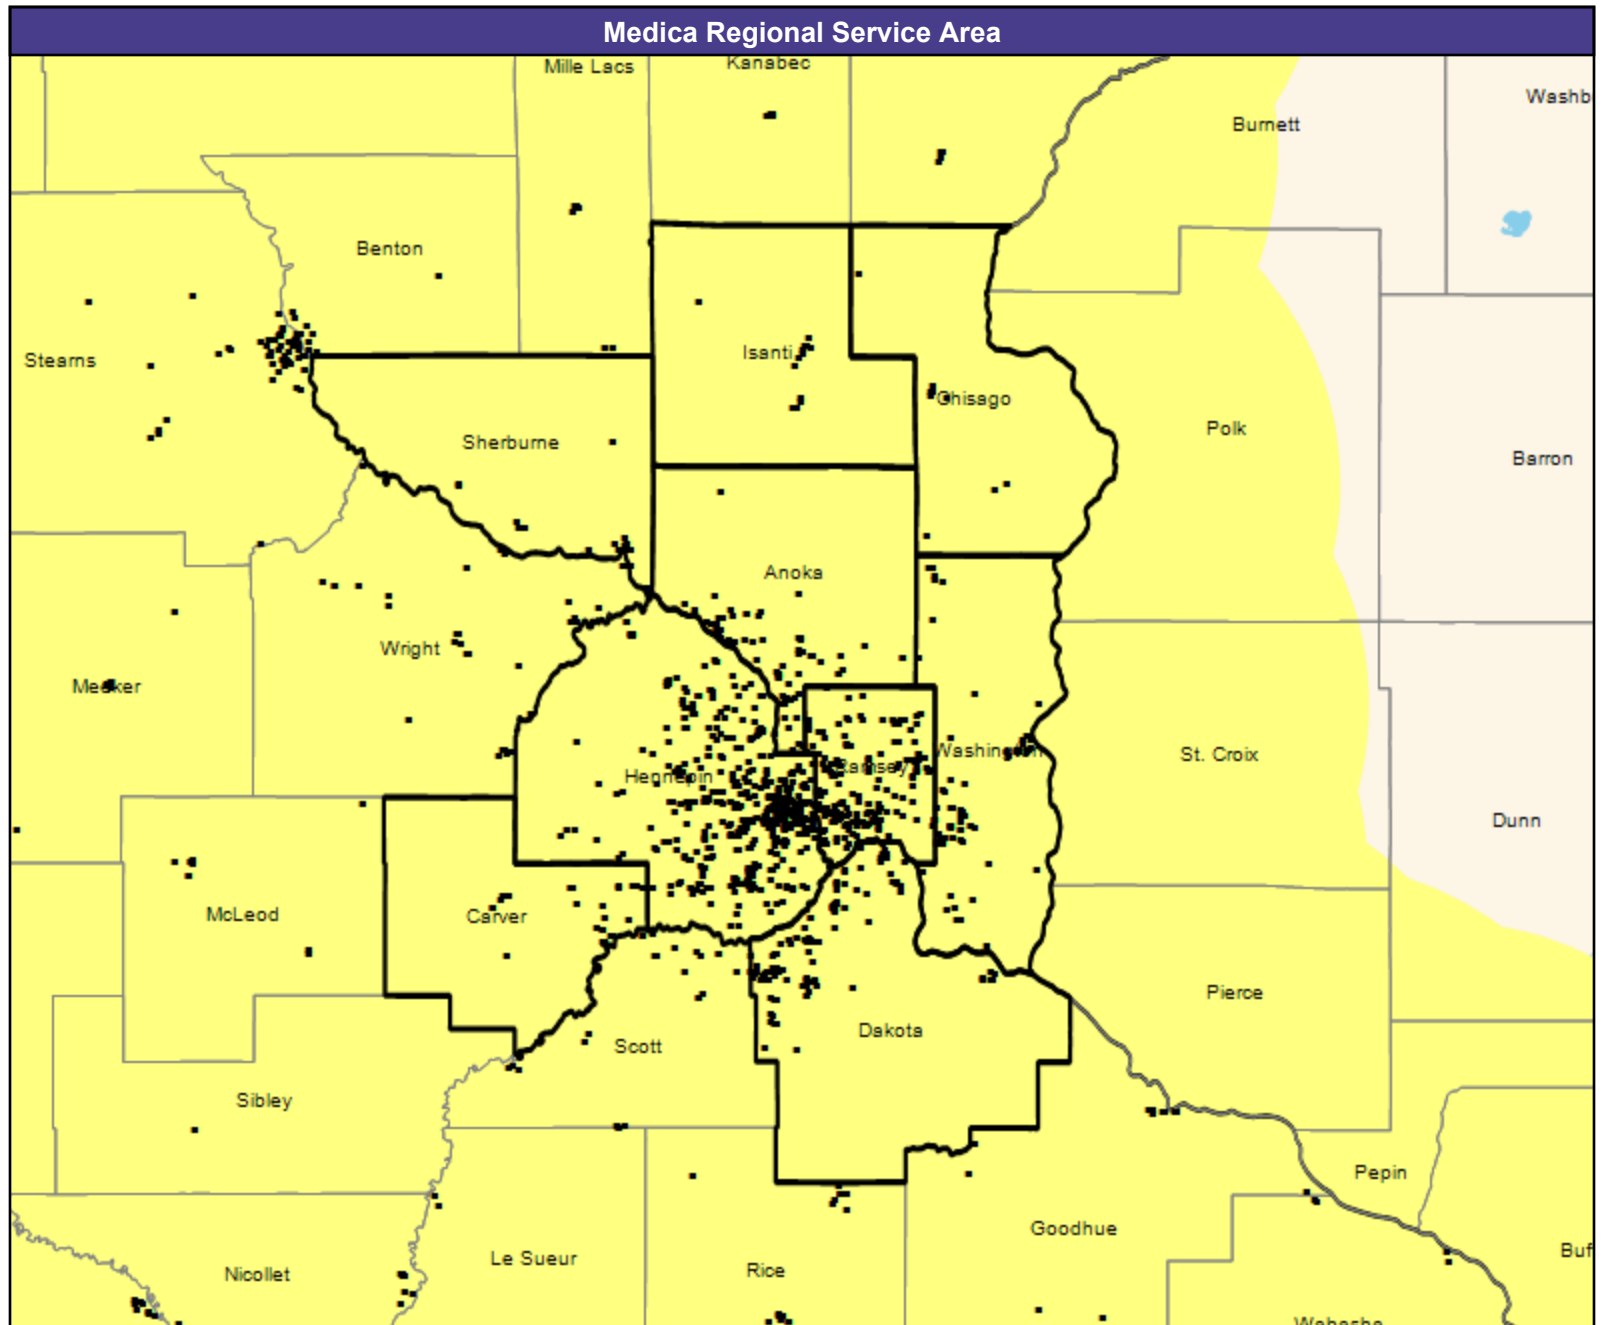 Medica Regional Service Area
Mille Lacs
Kanabec
Washb
Burnett
Benton
Stearns
Isanti
Chisago
Sherburne
Polk
Barron
Anoka
Wright
Meeker
Hennepin
Ramsey
Washington
St. Croix
Dunn
McLeod
Carver
Pierce
Scott
Dakota
Sibley
Pepin
Goodhue
Le Sueur
Rice
Nicollet
Buf
Wabasha